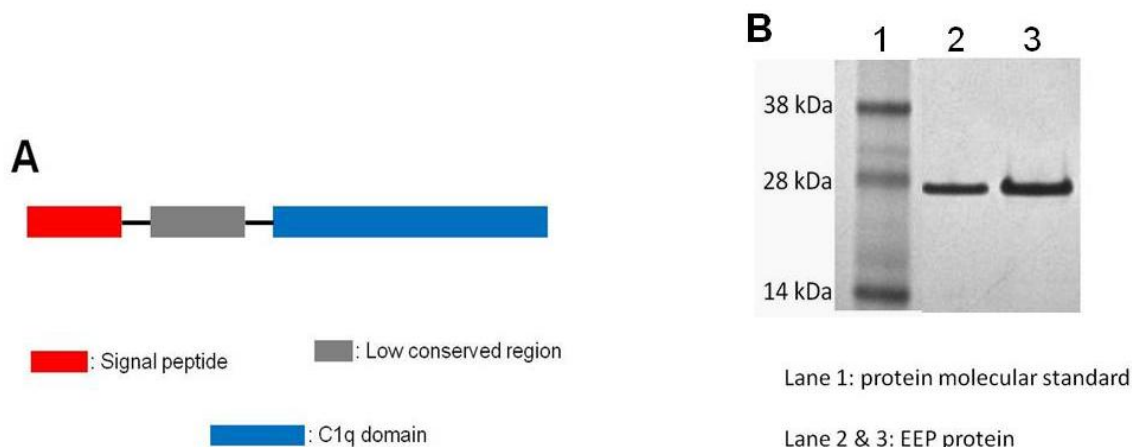 A
: Signal peptide
: Low conserved region
: C1q domain
B
1 2 3
38 kDa
28 kDa
14 kDa
Lane 1: protein molecular standard
Lane 2 & 3: EEP protein